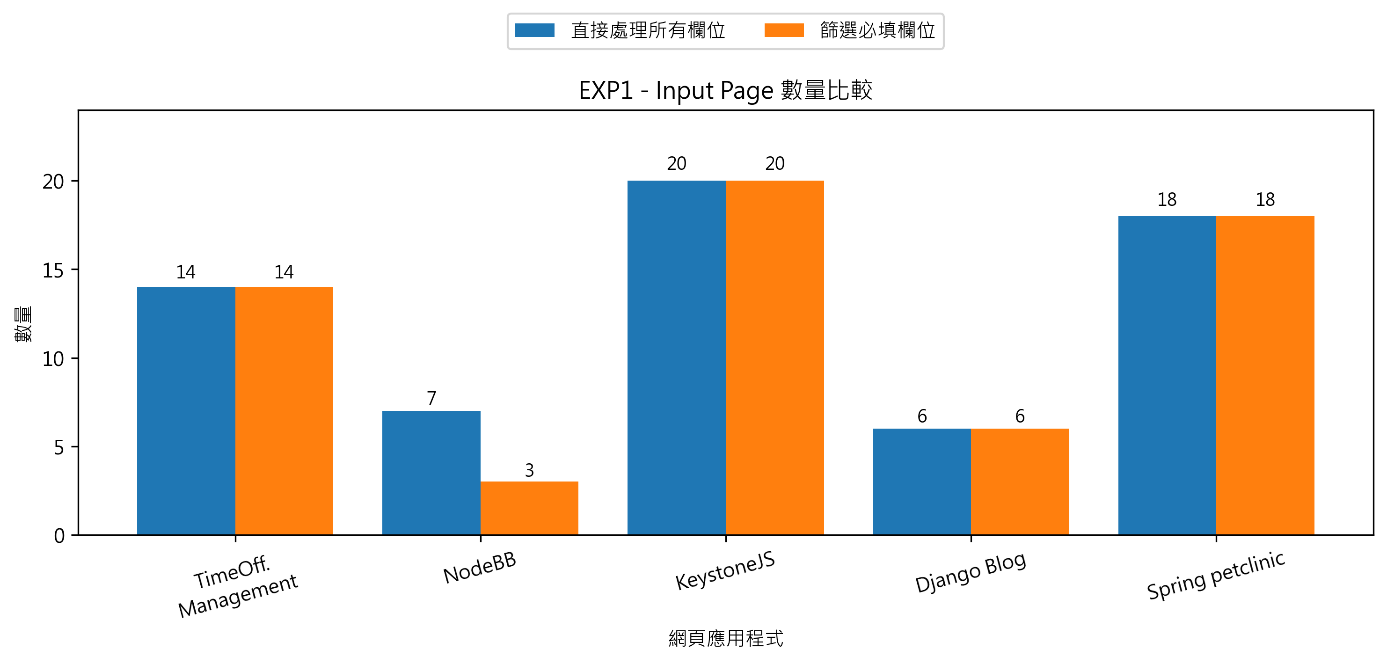 直接處理所有欄位 篩選必填欄位
EXP1 - Input Page 數量比較
數量
20
15
10
5
0
14 14
7 3
20 20
6 6
18 18
TimeOff.
Management
NodeBB
KeystoneJS
Django Blog
Spring petclinic
網頁應用程式